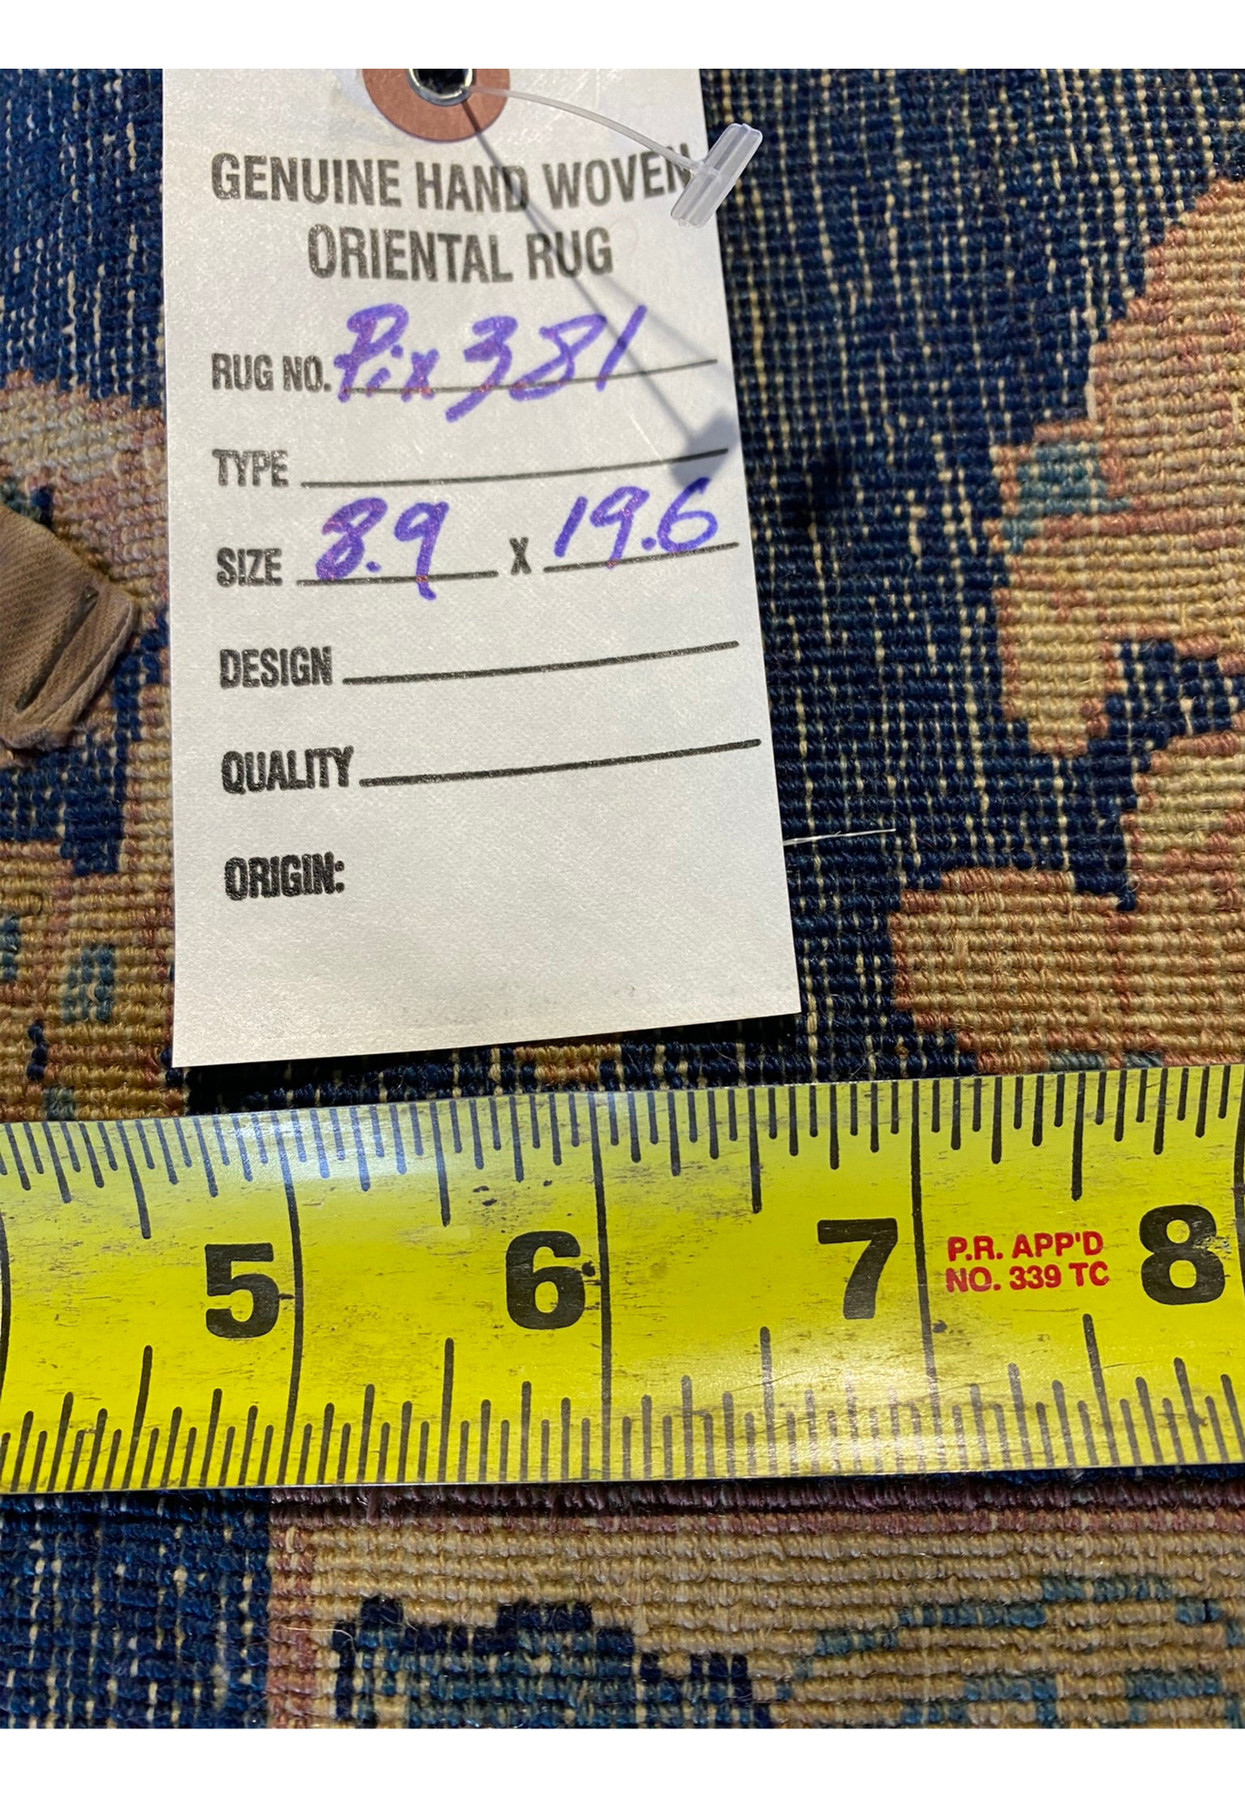 GENUINE HAND WOVEN
ORIENTAL RUG
RUG NO. Pix 381
TYPE
SIZE 8.9 X 19.6
DESIGN
QUALITY
ORIGIN:
5 6 7 8
P.R. APP'D
NO. 339 TC